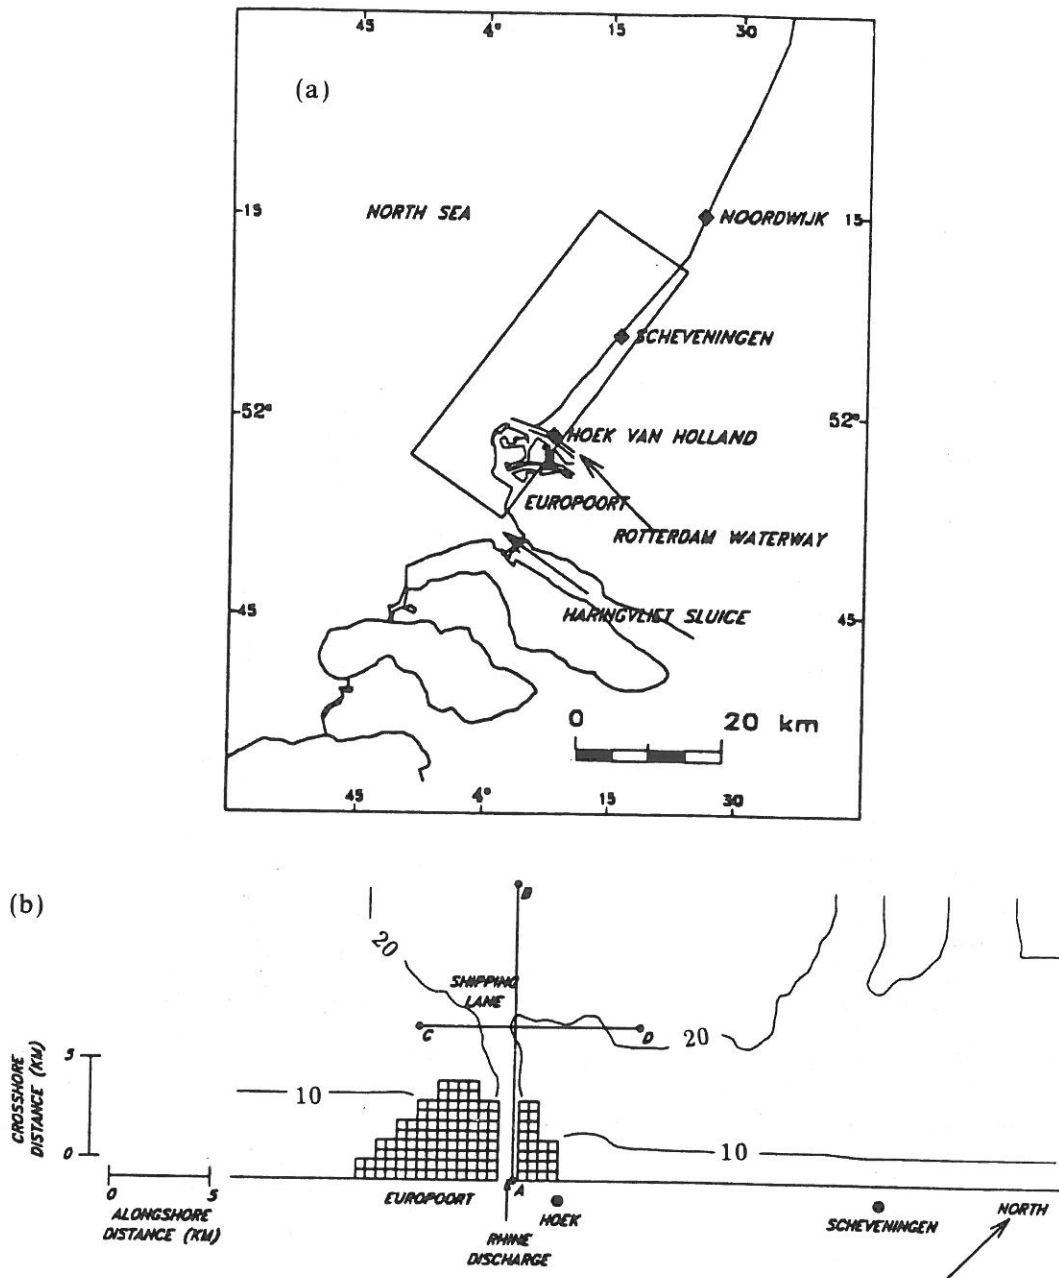 (a)
45 4° 15 30
NORTH SEA
15 NOORDWIJK 15
SCHEVENINGEN
52° 52°
HOEK VAN HOLLAND
EUROPOORT
ROTTERDAM WATERWAY
45 HARINGVLIET SLUICE 45
0 20 km
45 4° 15 30
(b)
B
20
SHIPPING
LANE
C D 20
CROSSHORE
DISTANCE (KM)
5
0
10
10
A
0 5
ALONGSHORE
DISTANCE (KM)
EUROPOORT
HOEK
RHINE
DISCHARGE
SCHEVENINGEN
NORTH